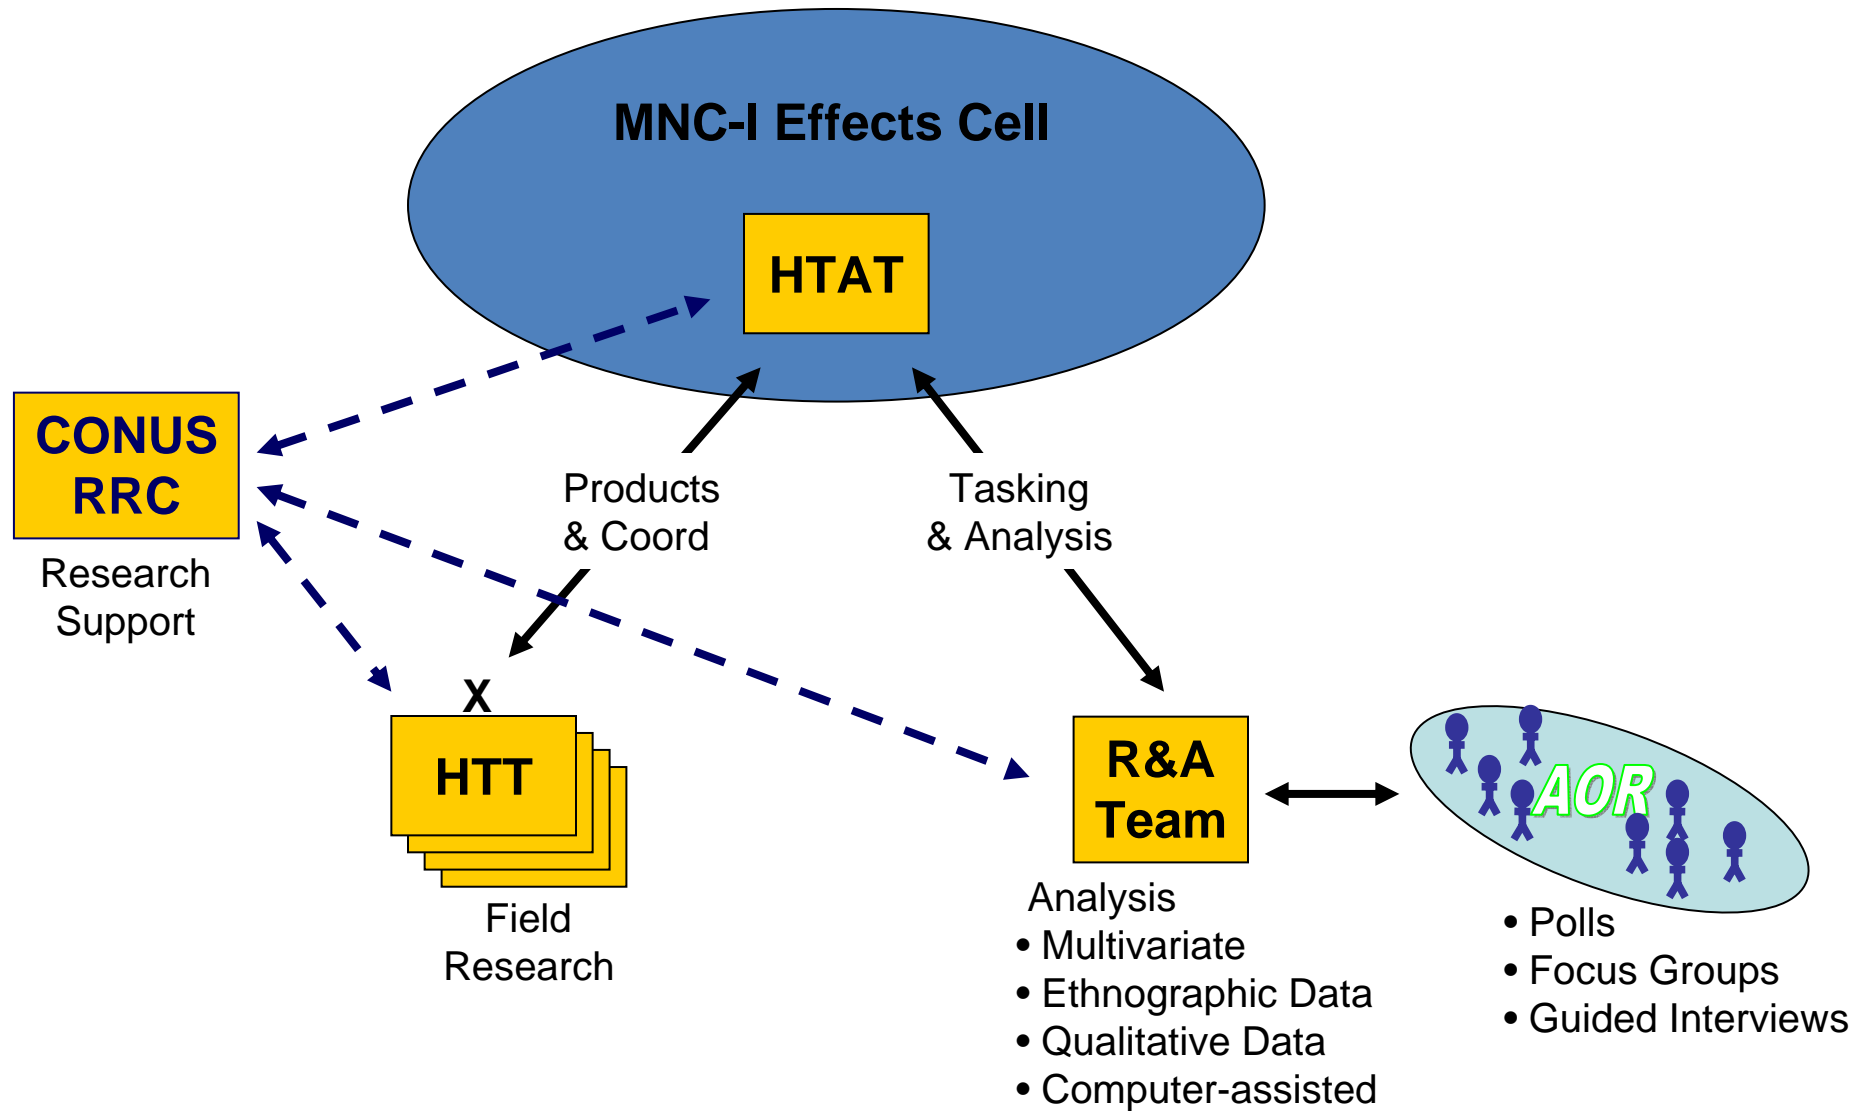 MNC-I Effects Cell
HTAT
CONUS
RRC
Research
Support
Products
& Coord
Tasking
& Analysis
X
HTT
Field
Research
R&A
Team
Analysis
• Multivariate
• Ethnographic Data
• Qualitative Data
• Computer-assisted
AOR
• Polls
• Focus Groups
• Guided Interviews